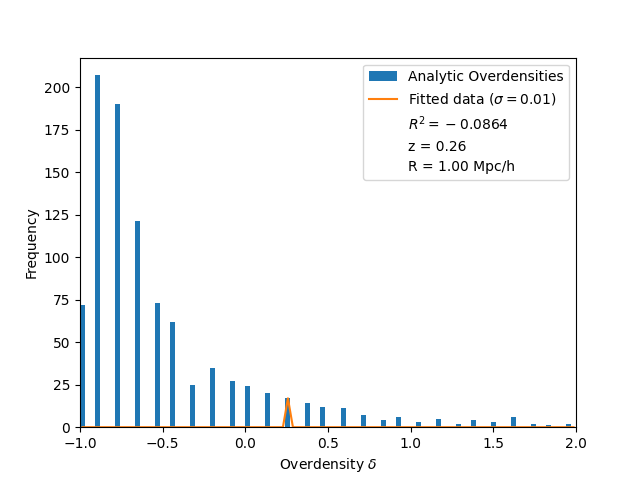 Analytic Overdensities
Fitted data (σ = 0.01)
R² = −0.0864
z = 0.26
R = 1.00 Mpc/h
200
175
150
125
100
75
50
25
0
Frequency
−1.0 −0.5 0.0 0.5 1.0 1.5 2.0
Overdensity δ